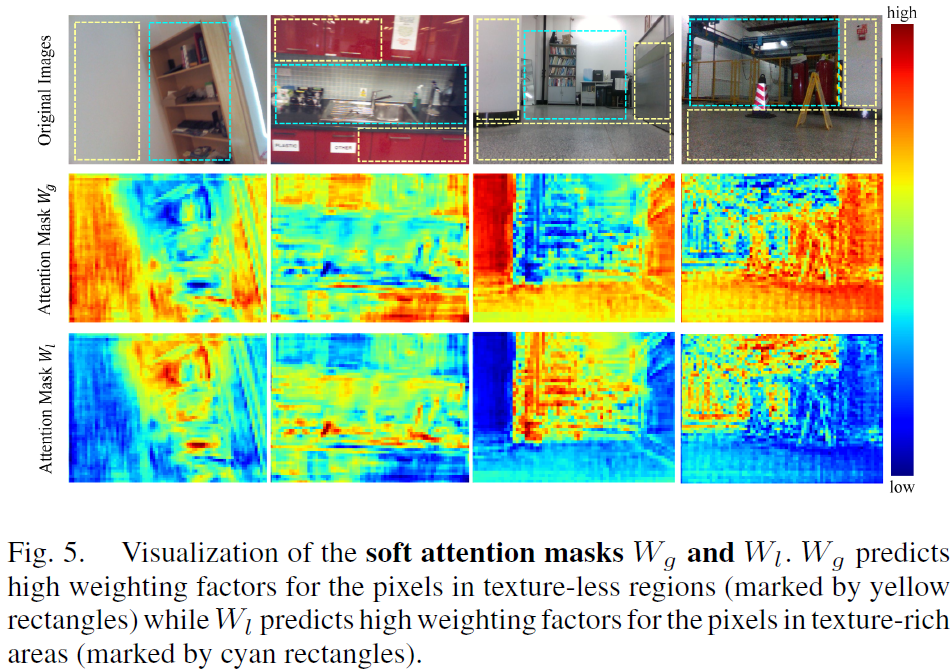 high
Original Images
PLASTIC
OTHER
Attention Mask W_g
Attention Mask W_l
low
Fig. 5. Visualization of the soft attention masks W_g and W_l. W_g predicts
high weighting factors for the pixels in texture-less regions (marked by yellow
rectangles) while W_l predicts high weighting factors for the pixels in texture-rich
areas (marked by cyan rectangles).